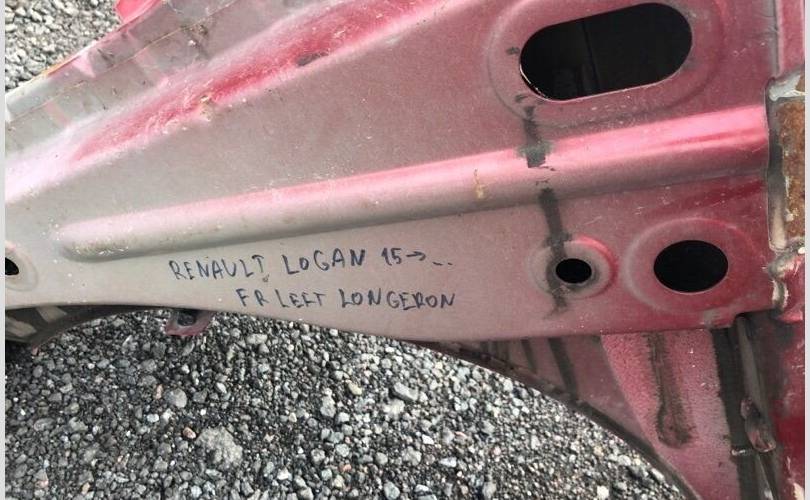 RENAULT LOGAN 15→...
FR LEFT LONGERON